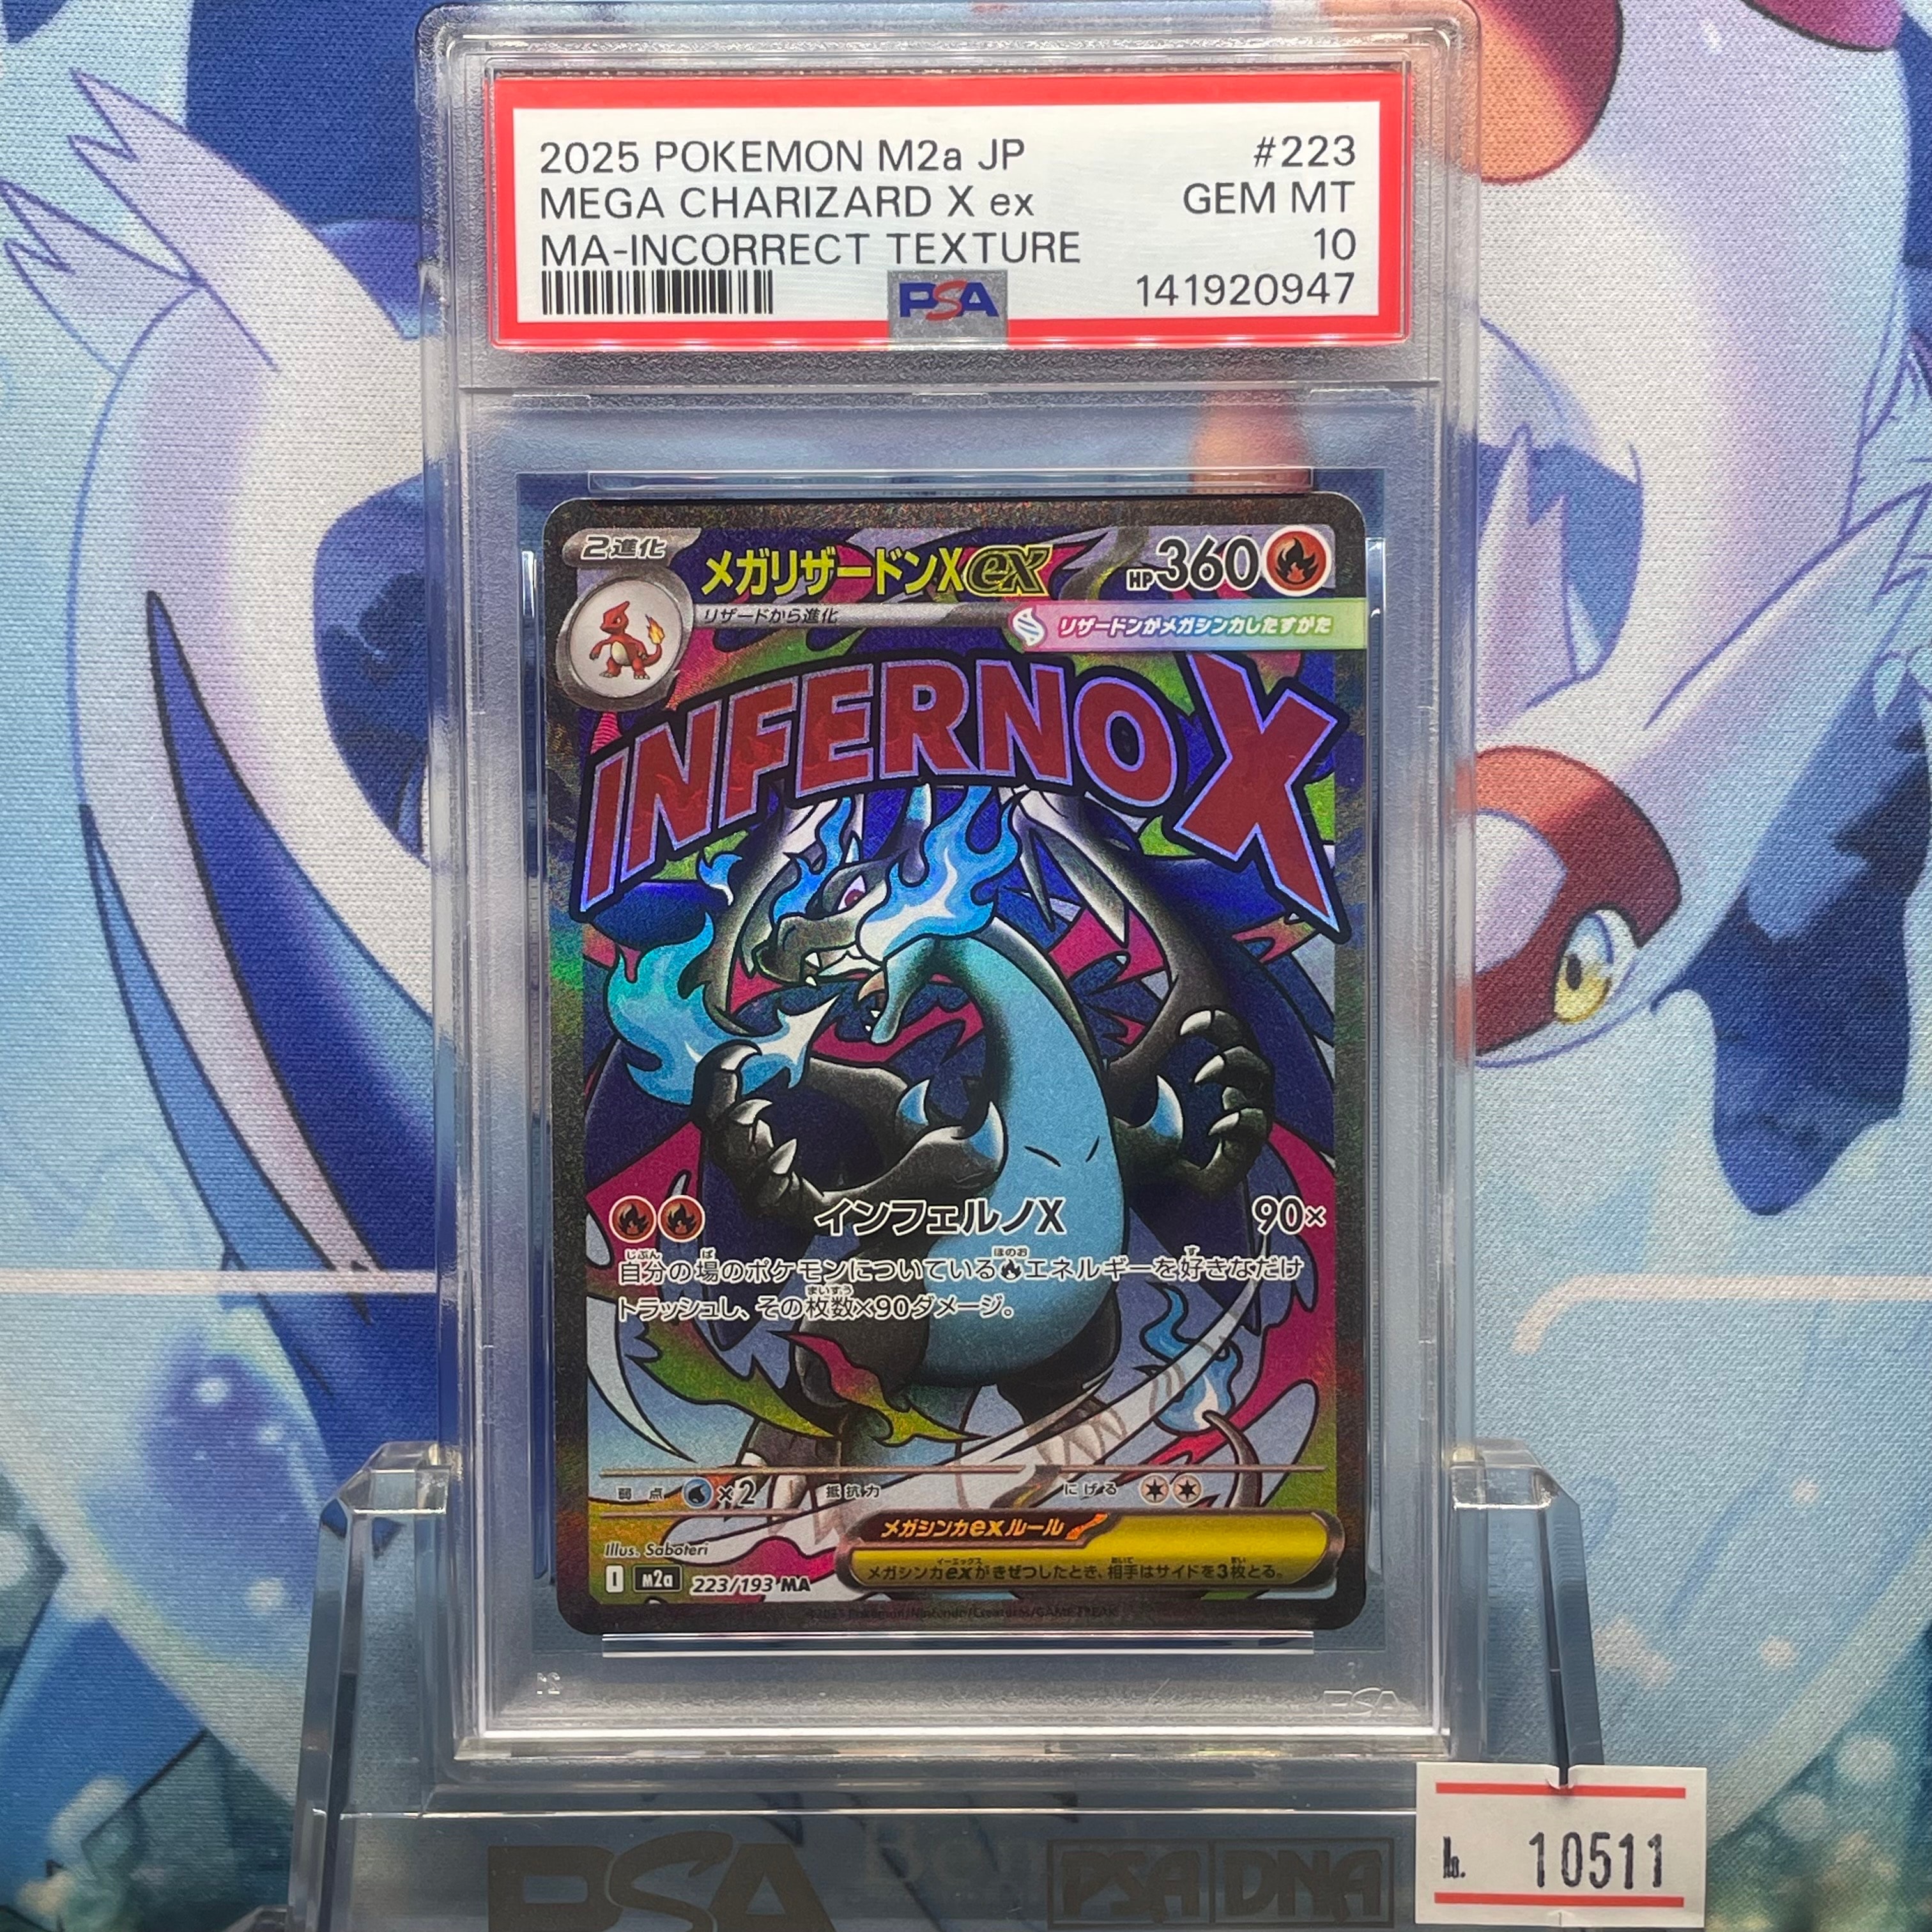 2025 POKEMON M2a JP #223
MEGA CHARIZARD X ex GEM MT
MA-INCORRECT TEXTURE 10
PSA 141920947
2進化 メガリザードンXex HP360
リザードから進化
リザードンがメガシンカしたすがた
INFERNO X
インフェルノX 90×
自分の場のポケモンについているエネルギーを好きなだけ
トラッシュし、その枚数×90ダメージ。
弱点 ×2 抵抗力 にげる
メガシンカexルール
メガシンカexがきぜつしたとき、相手はサイドを3枚とる。
Illus. Saboteri
I m2a 223/193 MA
©2025 Pokémon/Nintendo/Creatures/GAME FREAK
PSA
PSA PSA DNA
No. 10511